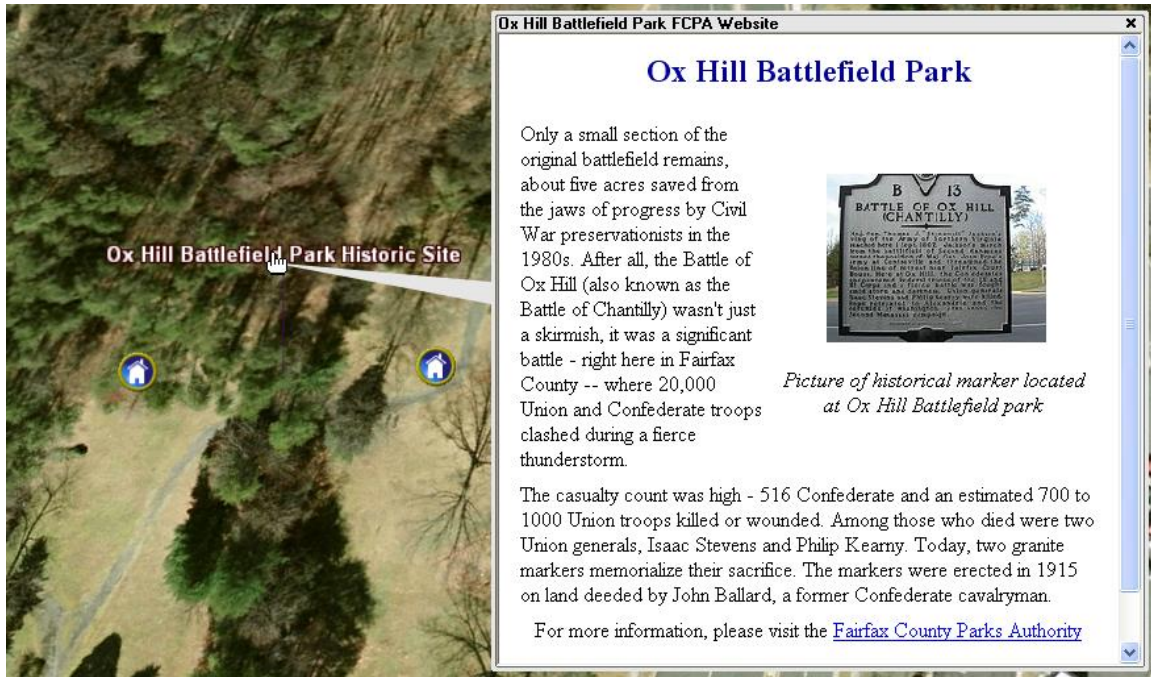 Ox Hill Battlefield Park FCPA Website
Ox Hill Battlefield Park
Only a small section of the
original battlefield remains,
about five acres saved from
the jaws of progress by Civil
War preservationists in the
1980s. After all, the Battle of
Ox Hill (also known as the
Battle of Chantilly) wasn't just
a skirmish, it was a significant
battle - right here in Fairfax
County -- where 20,000
Union and Confederate troops
clashed during a fierce
thunderstorm.
B 13
BATTLE OF OX HILL
(CHANTILLY)
Picture of historical marker located
at Ox Hill Battlefield park
The casualty count was high - 516 Confederate and an estimated 700 to
1000 Union troops killed or wounded. Among those who died were two
Union generals, Isaac Stevens and Philip Kearny. Today, two granite
markers memorialize their sacrifice. The markers were erected in 1915
on land deeded by John Ballard, a former Confederate cavalryman.
For more information, please visit the Fairfax County Parks Authority
Ox Hill Battlefield Park Historic Site